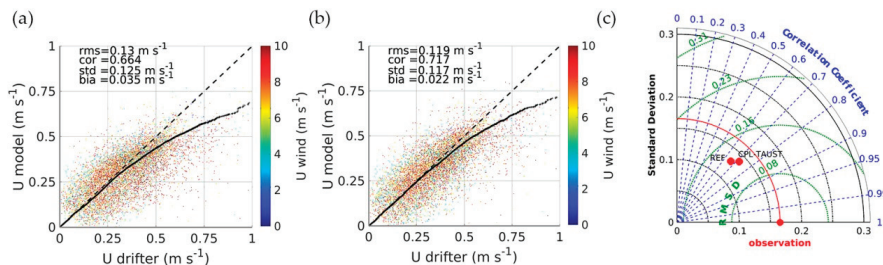 (a)
rms=0.13 m s⁻¹
cor=0.664
std=0.125 m s⁻¹
bia=0.035 m s⁻¹
U model (m s⁻¹)
1
0.75
0.5
0.25
0
0 0.25 0.5 0.75 1
U drifter (m s⁻¹)
10
8
6
4
2
0
U wind (m s⁻¹)
(b)
rms=0.119 m s⁻¹
cor=0.717
std=0.117 m s⁻¹
bia=0.022 m s⁻¹
U model (m s⁻¹)
1
0.75
0.5
0.25
0
0 0.25 0.5 0.75 1
U drifter (m s⁻¹)
10
8
6
4
2
0
U wind (m s⁻¹)
(c)
0 0.1 0.2 0.3 0.4 0.5 0.6 0.7 0.8 0.9 0.95 0.99 1
Correlation Coefficient
Standard Deviation
0.3
0.2
0.1
0
0.31
0.23
0.16
0.08
REF CPL-TAUST
RMSD
0 0.1 0.2 0.3
observation